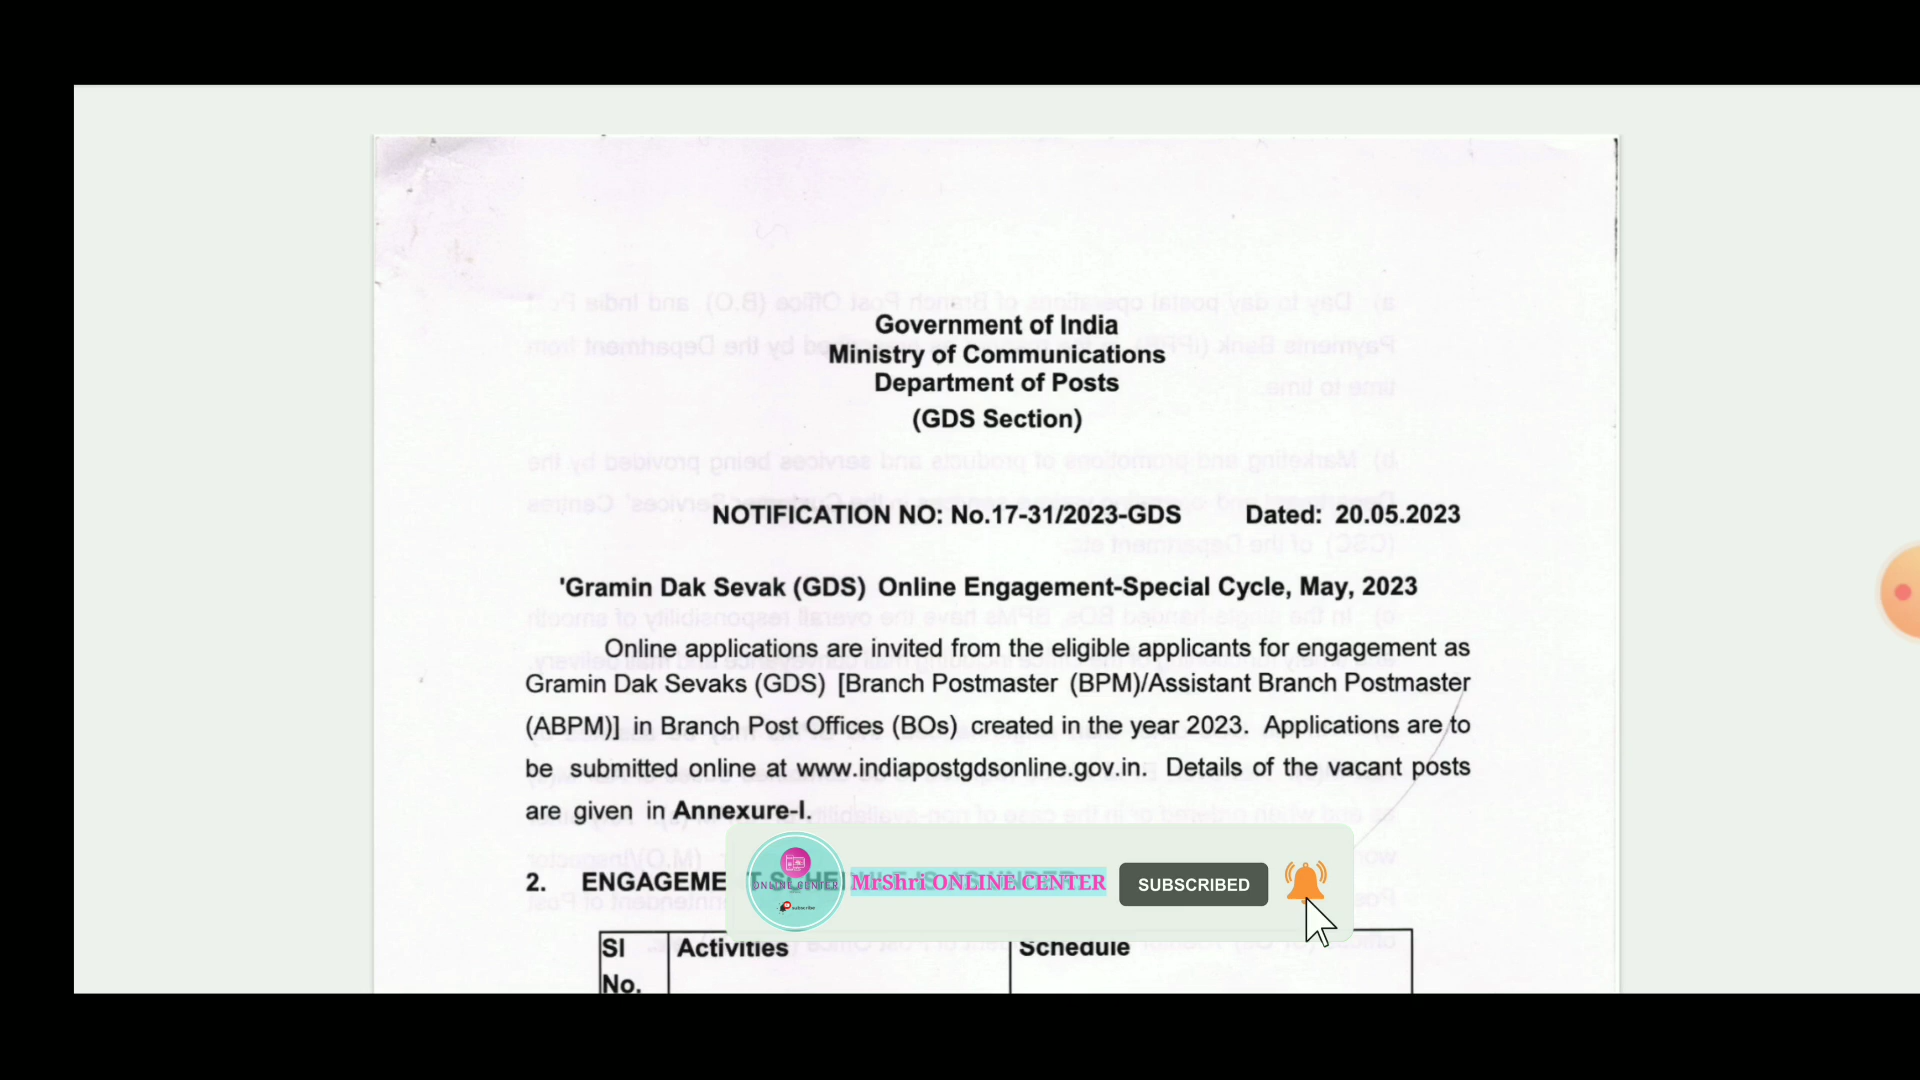 Government of India
Ministry of Communications
Department of Posts
(GDS Section)
NOTIFICATION NO: No.17-31/2023-GDS Dated: 20.05.2023
'Gramin Dak Sevak (GDS) Online Engagement-Special Cycle, May, 2023
Online applications are invited from the eligible applicants for engagement as
Gramin Dak Sevaks (GDS) [Branch Postmaster (BPM)/Assistant Branch Postmaster
(ABPM)] in Branch Post Offices (BOs) created in the year 2023. Applications are to
be submitted online at www.indiapostgdsonline.gov.in. Details of the vacant posts
are given in Annexure-I.
2. ENGAGEME
ONLINE CENTER
MrShri ONLINE CENTER
SUBSCRIBED
Sl Activities Schedule
No.